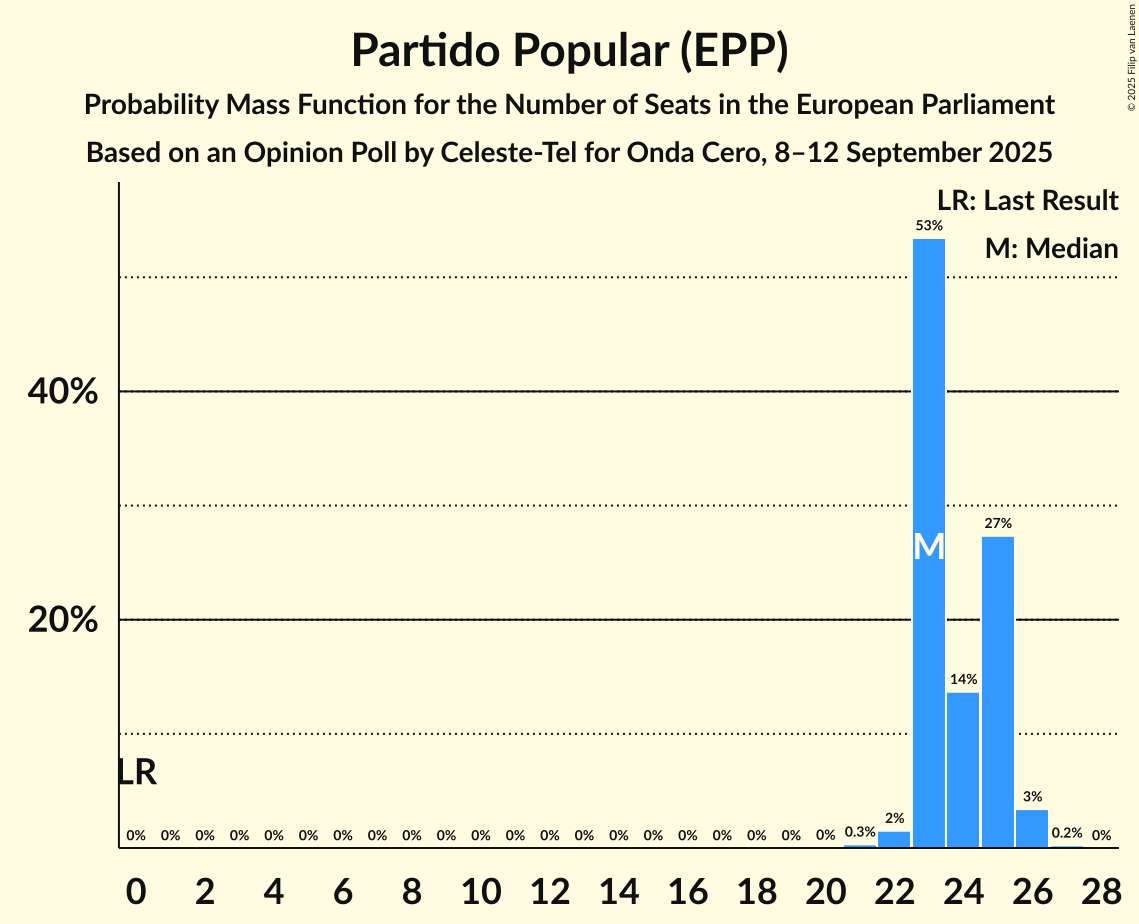 Partido Popular (EPP)
Probability Mass Function for the Number of Seats in the European Parliament
Based on an Opinion Poll by Celeste-Tel for Onda Cero, 8–12 September 2025
© 2025 Filip van Laenen
LR: Last Result
M: Median
53%
40%
27%
M
20%
14%
LR
0% 0% 0% 0% 0% 0% 0% 0% 0% 0% 0% 0% 0% 0% 0% 0% 0% 0% 0% 0% 0% 0.3% 2% 3% 0.2% 0%
0 2 4 6 8 10 12 14 16 18 20 22 24 26 28